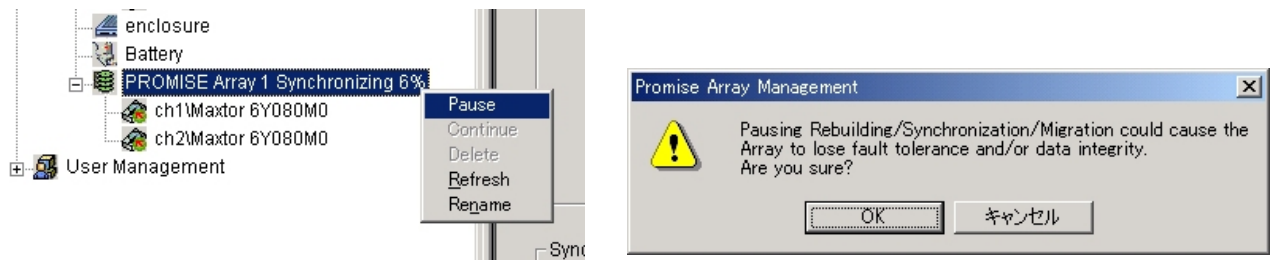 enclosure
Battery
PROMISE Array 1 Synchronizing 6%
ch1\Maxtor 6Y080M0
ch2\Maxtor 6Y080M0
User Management
Pause
Continue
Delete
Refresh
Rename
Promise Array Management
Pausing Rebuilding/Synchronization/Migration could cause the
Array to lose fault tolerance and/or data integrity.
Are you sure?
OK
キャンセル